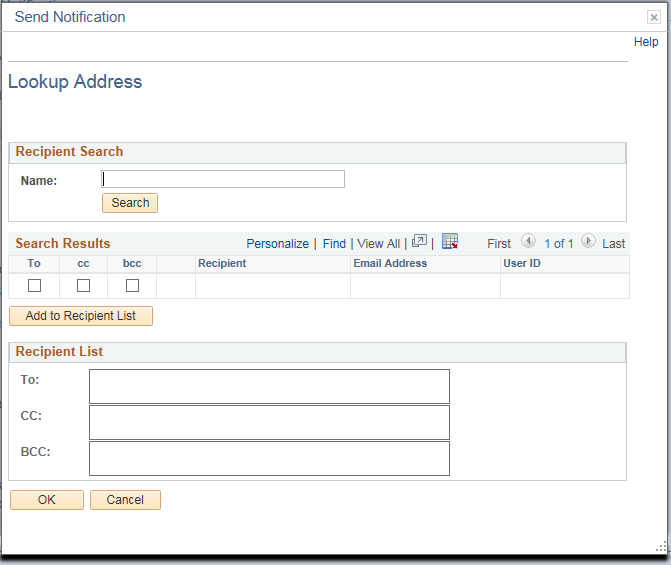 Send Notification
Help
Lookup Address
Recipient Search
Name:
Search
Search Results Personalize | Find | View All | | First 1 of 1 Last
To cc bcc Recipient Email Address User ID
Add to Recipient List
Recipient List
To:
CC:
BCC:
OK Cancel